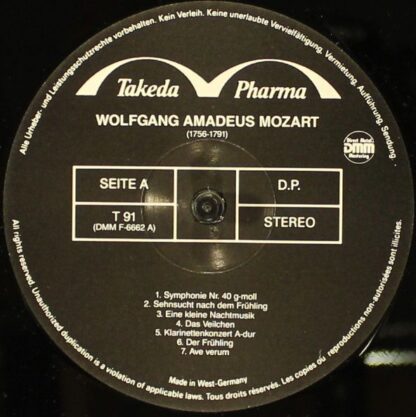 Alle Urheber- und Leistungsschutzrechte vorbehalten. Kein Verleih. Keine unerlaubte Vervielfältigung, Vermietung, Aufführung, Sendung.
Takeda Pharma
WOLFGANG AMADEUS MOZART
(1756-1791)
Direct Metal
DMM
Mastering
SEITE A
D.P.
T 91
(DMM F-6662 A)
STEREO
1. Symphonie Nr. 40 g-moll
2. Sehnsucht nach dem Frühling
3. Eine kleine Nachtmusik
4. Das Veilchen
5. Klarinettenkonzert A-dur
6. Der Frühling
7. Ave verum
Made in West-Germany
All rights reserved. Unauthorized duplication is a violation of applicable laws. Tous droits réservés. Les copies ou reproductions non-autorisées sont illicites.